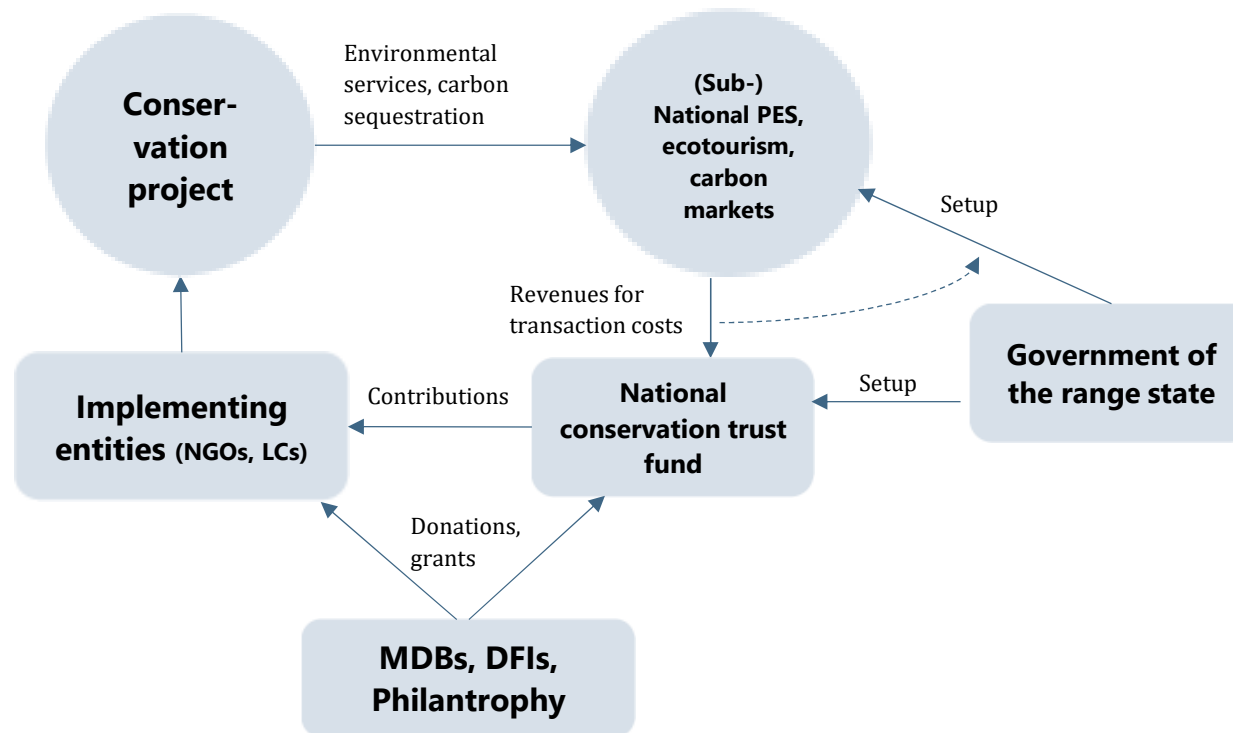 Conser-
vation
project
Environmental
services, carbon
sequestration
(Sub-)
National PES,
ecotourism,
carbon
markets
Setup
Revenues for
transaction costs
Government of
the range state
Implementing
entities (NGOs, LCs)
Contributions
National
conservation trust
fund
Setup
Donations,
grants
MDBs, DFIs,
Philantrophy